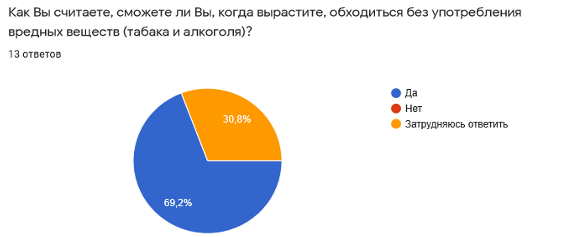 Как Вы считаете, сможете ли Вы, когда вырастите, обходиться без употребления
вредных веществ (табака и алкоголя)?
13 ответов
Да
Нет
Затрудняюсь ответить
30,8%
69,2%